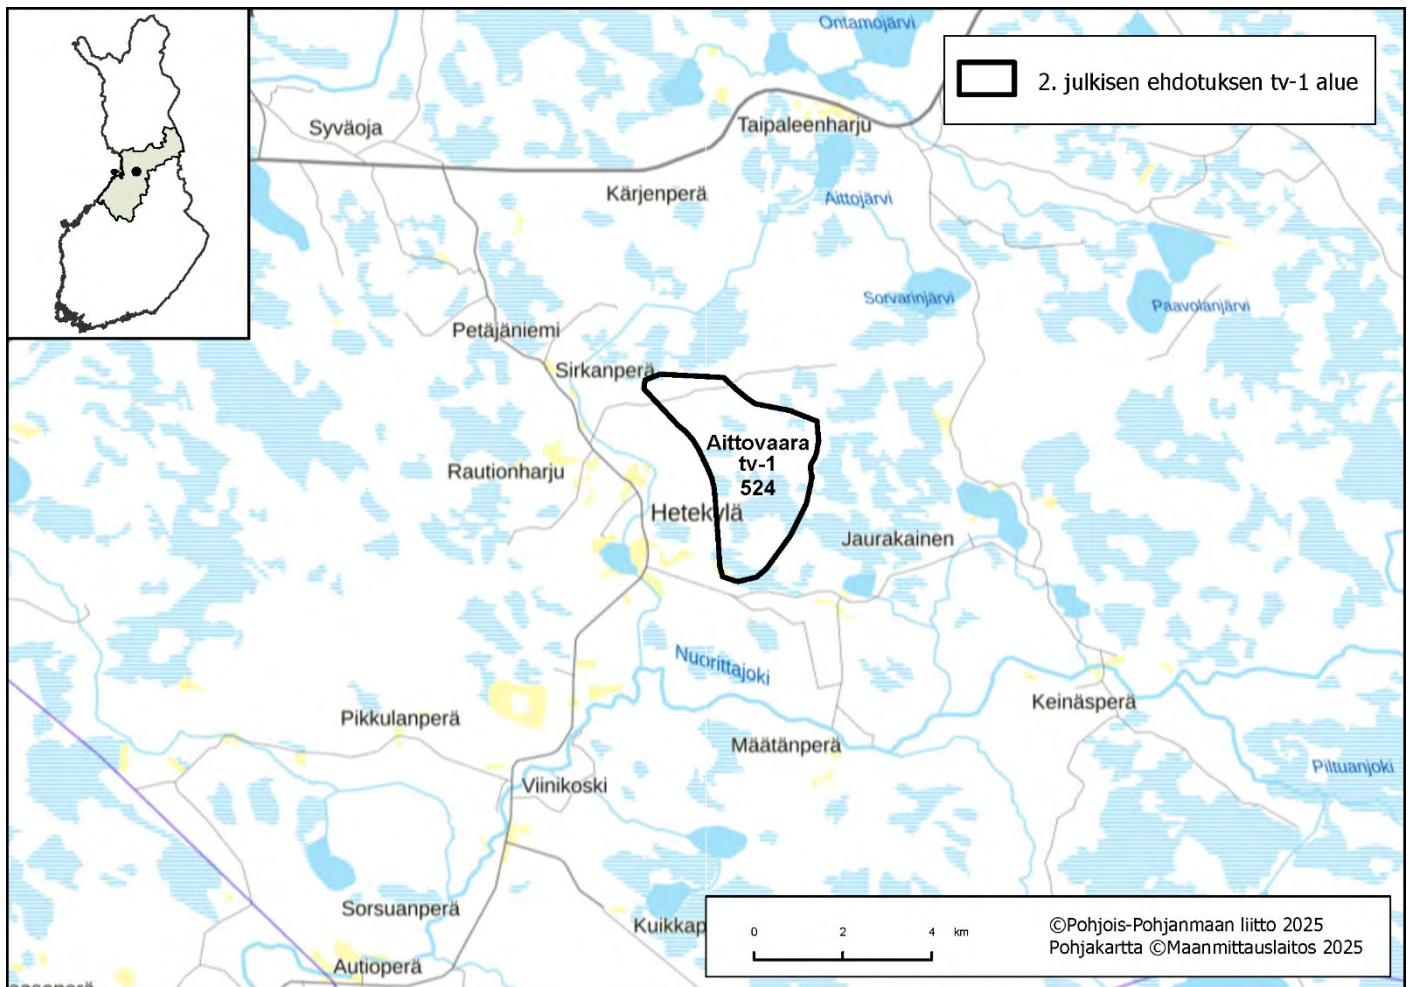 Ontamojärvi
2. julkisen ehdotuksen tv-1 alue
Syväoja
Taipaleenharju
Kärjenperä
Aittojärvi
Sorvarinjärvi
Paavolanjärvi
Petäjäniemi
Sirkanperä
Aittovaara
tv-1
524
Rautionharju
Hetekylä
Jaurakainen
Nuorittajoki
Keinäsperä
Pikkulanperä
Määtänperä
Piltuanjoki
Viinikoski
Sorsuanperä
Kuikkap
Autioperä
0 2 4 km
©Pohjois-Pohjanmaan liitto 2025
Pohjakartta ©Maanmittauslaitos 2025